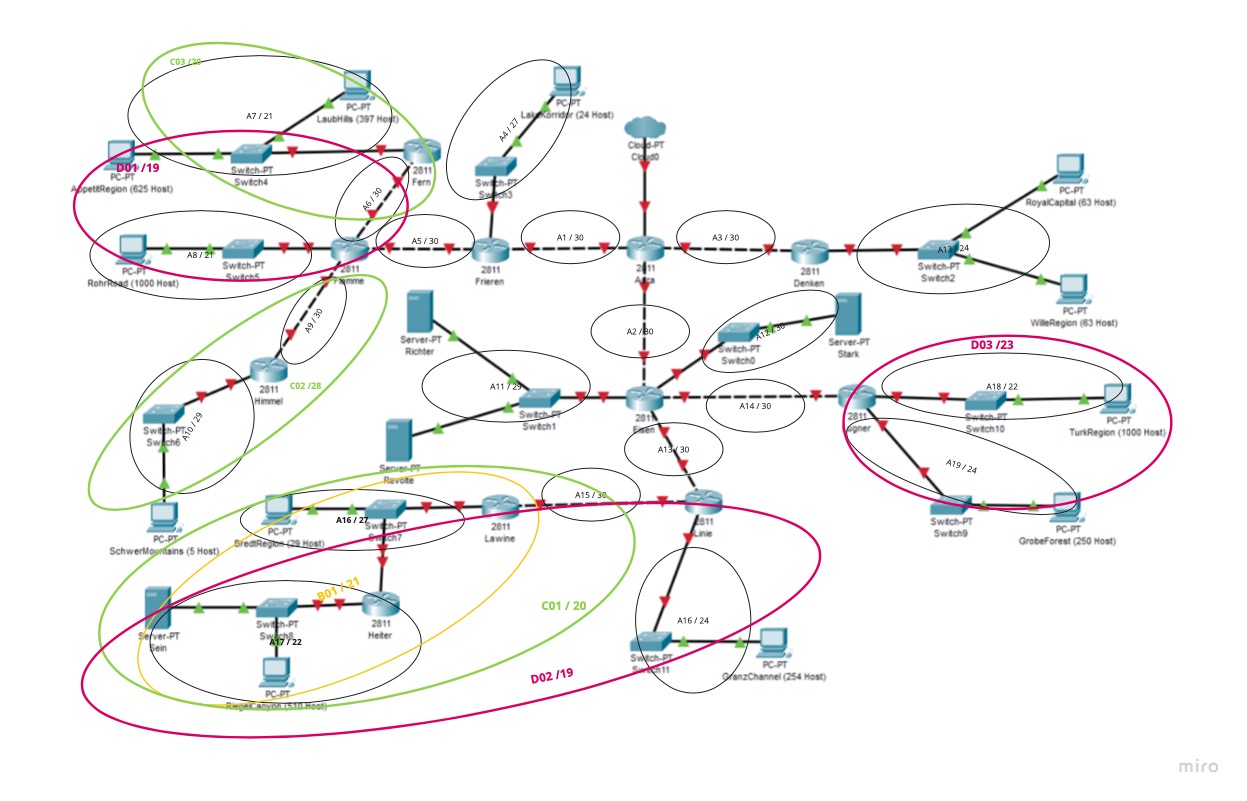 C03 /20
PC-PT
LaubHills (397 Host)
A7 / 21
PC-PT
LakeKorridor (24 Host)
A4 / 27
Cloud-PT
Cloud0
D01 /19
PC-PT
AppetitRegion (625 Host)
Switch-PT
Switch4
2811
Fern
Switch-PT
Switch3
PC-PT
RoyalCapital (63 Host)
A6 / 30
A5 / 30
A1 / 30
A3 / 30
A8 / 21
PC-PT
RohrRoad (1000 Host)
Switch-PT
Switch5
2811
Flamme
2811
Frieren
2811
Aura
2811
Denken
/ 24
Switch-PT
Switch2
PC-PT
WilleRegion (63 Host)
A9 / 30
Server-PT
Richter
A2 / 30
Switch-PT
Switch0
A12 / 30
Server-PT
Stark
D03 /23
2811
Himmel
C02 /28
A11 / 29
Switch-PT
Switch1
A14 / 30
2811
Eisen
A18 / 22
Switch-PT
Switch10
PC-PT
TurkRegion (1000 Host)
2811
Switch-PT
Switch6
A10 / 29
Server-PT
Revolte
A13 / 30
A19 / 24
A15 / 30
PC-PT
SchwerMountains (5 Host)
PC-PT
BredtRegion (29 Host)
A16 / 27
Switch-PT
Switch7
2811
Lawine
2811
Linie
Switch-PT
Switch9
PC-PT
GrobeForest (250 Host)
B01 / 21
C01 / 20
Server-PT
Sein
Switch-PT
Switch8
A17 / 22
2811
Heiter
A16 / 24
Switch-PT
Switch11
PC-PT
GranzChannel (254 Host)
D02 /19
PC-PT
RiegelCanyon (510 Host)
miro